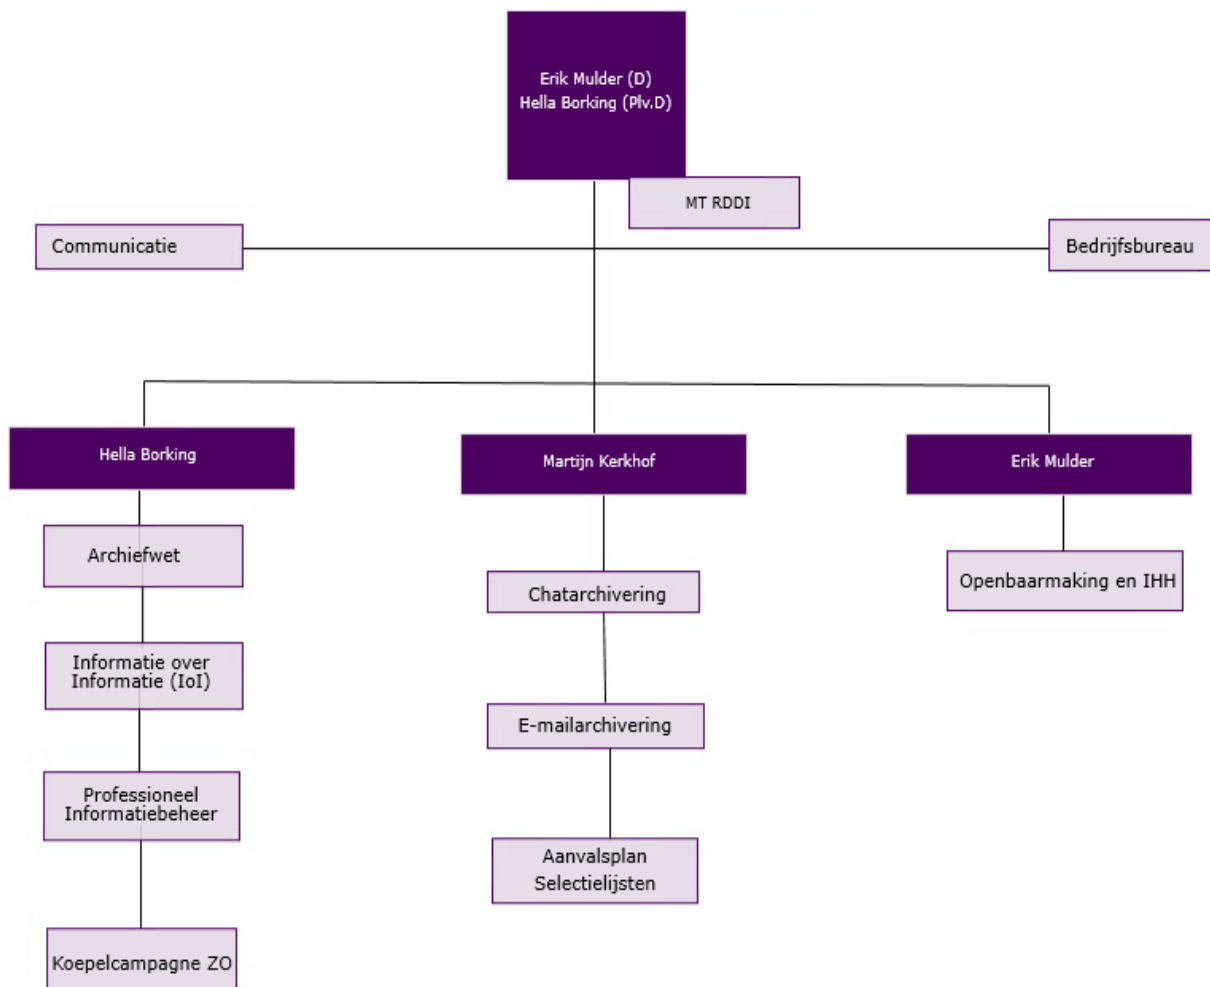 Erik Mulder (D)
Hella Borking (Plv.D)
MT RDDI
Communicatie
Bedrijfsbureau
Hella Borking
Martijn Kerkhof
Erik Mulder
Archiefwet
Informatie over
Informatie (IoI)
Professioneel
Informatiebeheer
Koepelcampagne ZO
Chatarchivering
E-mailarchivering
Aanvalsplan
Selectielijsten
Openbaarmaking en IHH